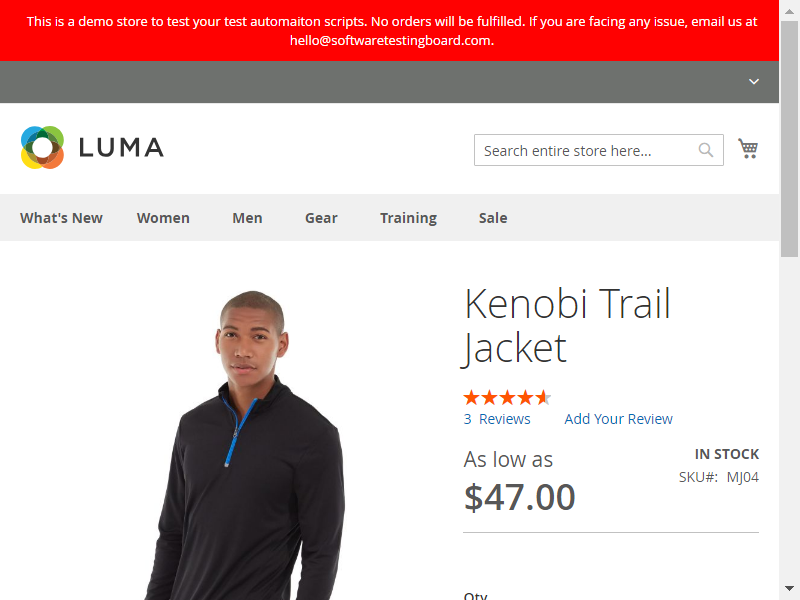 This is a demo store to test your test automaiton scripts. No orders will be fulfilled. If you are facing any issue, email us at
hello@softwaretestingboard.com.
LUMA
Search entire store here...
What's New Women Men Gear Training Sale
Kenobi Trail
Jacket
3 Reviews Add Your Review
As low as
IN STOCK
$47.00
SKU#: MJ04
Qty